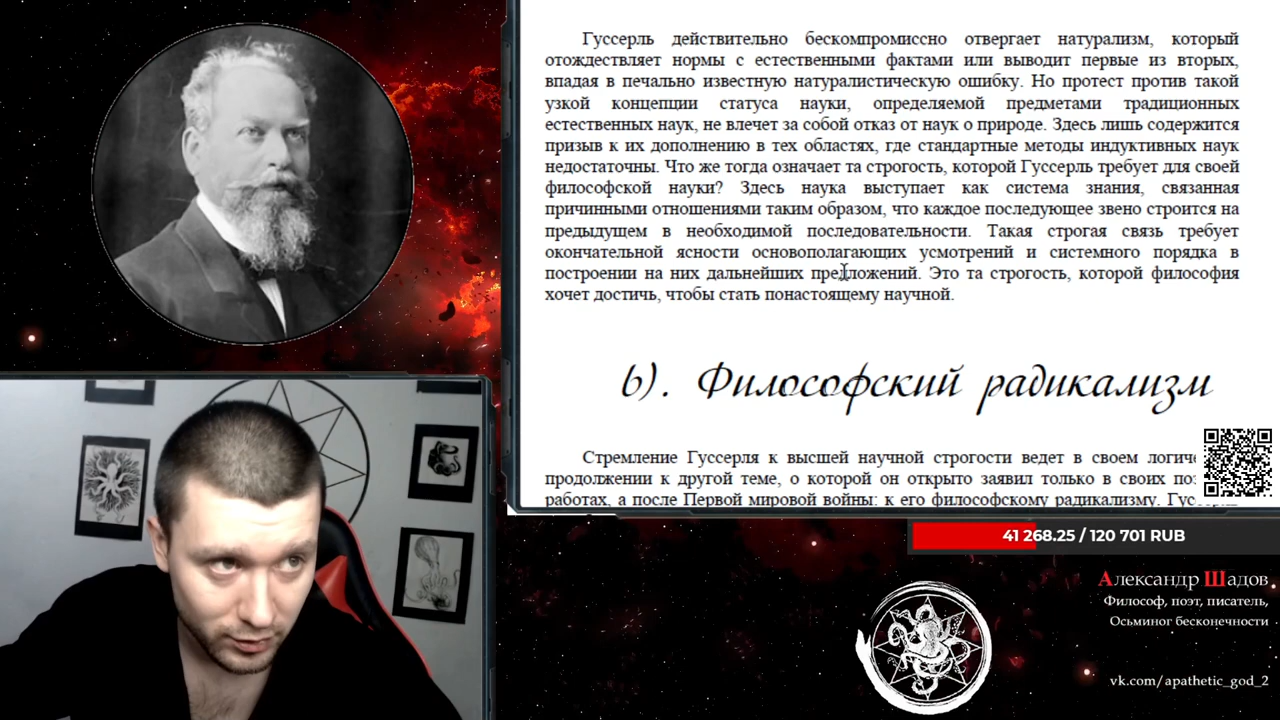 Гуссерль действительно бескомпромиссно отвергает натурализм, который
отождествляет нормы с естественными фактами или выводит первые из вторых,
впадая в печально известную натуралистическую ошибку. Но протест против такой
узкой концепции статуса науки, определяемой предметами традиционных
естественных наук, не влечет за собой отказ от наук о природе. Здесь лишь содержится
призыв к их дополнению в тех областях, где стандартные методы индуктивных наук
недостаточны. Что же тогда означает та строгость, которой Гуссерль требует для своей
философской науки? Здесь наука выступает как система знания, связанная
причинными отношениями таким образом, что каждое последующее звено строится на
предыдущем в необходимой последовательности. Такая строгая связь требует
окончательной ясности основополагающих усмотрений и системного порядка в
построении на них дальнейших предложений. Это та строгость, которой философия
хочет достичь, чтобы стать понастоящему научной.
b). Философский радикализм
Стремление Гуссерля к высшей научной строгости ведет в своем
продолжении к другой теме, о которой он открыто заявил только в своих
работах, а после Первой мировой войны: к его философскому радикализму.
41 268.25 / 120 701 RUB
Александр Шадов
Философ, поэт, писатель,
Осьминог бесконечности
vk.com/apathetic_god_2